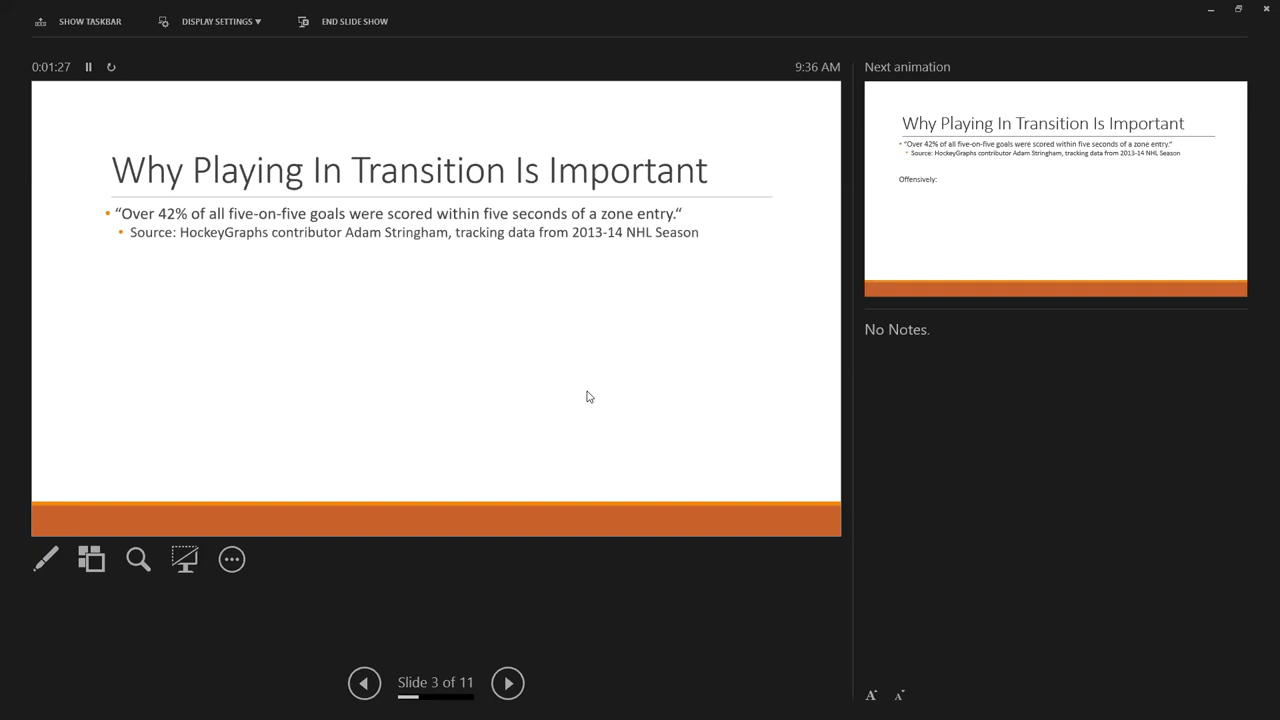 SHOW TASKBAR
DISPLAY SETTINGS ▼
END SLIDE SHOW
0:01:27
9:36 AM
Why Playing In Transition Is Important
• “Over 42% of all five-on-five goals were scored within five seconds of a zone entry.“
• Source: HockeyGraphs contributor Adam Stringham, tracking data from 2013-14 NHL Season
Slide 3 of 11
Next animation
Why Playing In Transition Is Important
• “Over 42% of all five-on-five goals were scored within five seconds of a zone entry.“
• Source: HockeyGraphs contributor Adam Stringham, tracking data from 2013-14 NHL Season
Offensively:
No Notes.
A A